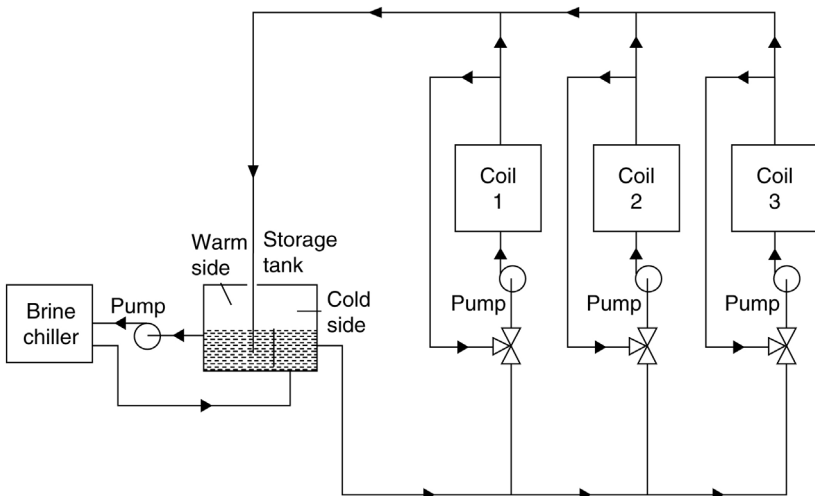 Coil
1
Coil
2
Coil
3
Warm
side
Storage
tank
Cold
side
Brine
chiller
Pump
Pump
Pump
Pump